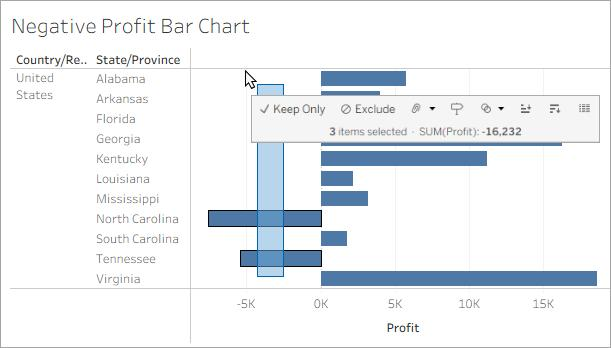 Negative Profit Bar Chart
Country/Re.. State/Province
United States
Alabama
Arkansas
Florida
Georgia
Kentucky
Louisiana
Mississippi
North Carolina
South Carolina
Tennessee
Virginia
Keep Only Exclude
3 items selected · SUM(Profit): -16,232
-5K 0K 5K 10K 15K
Profit